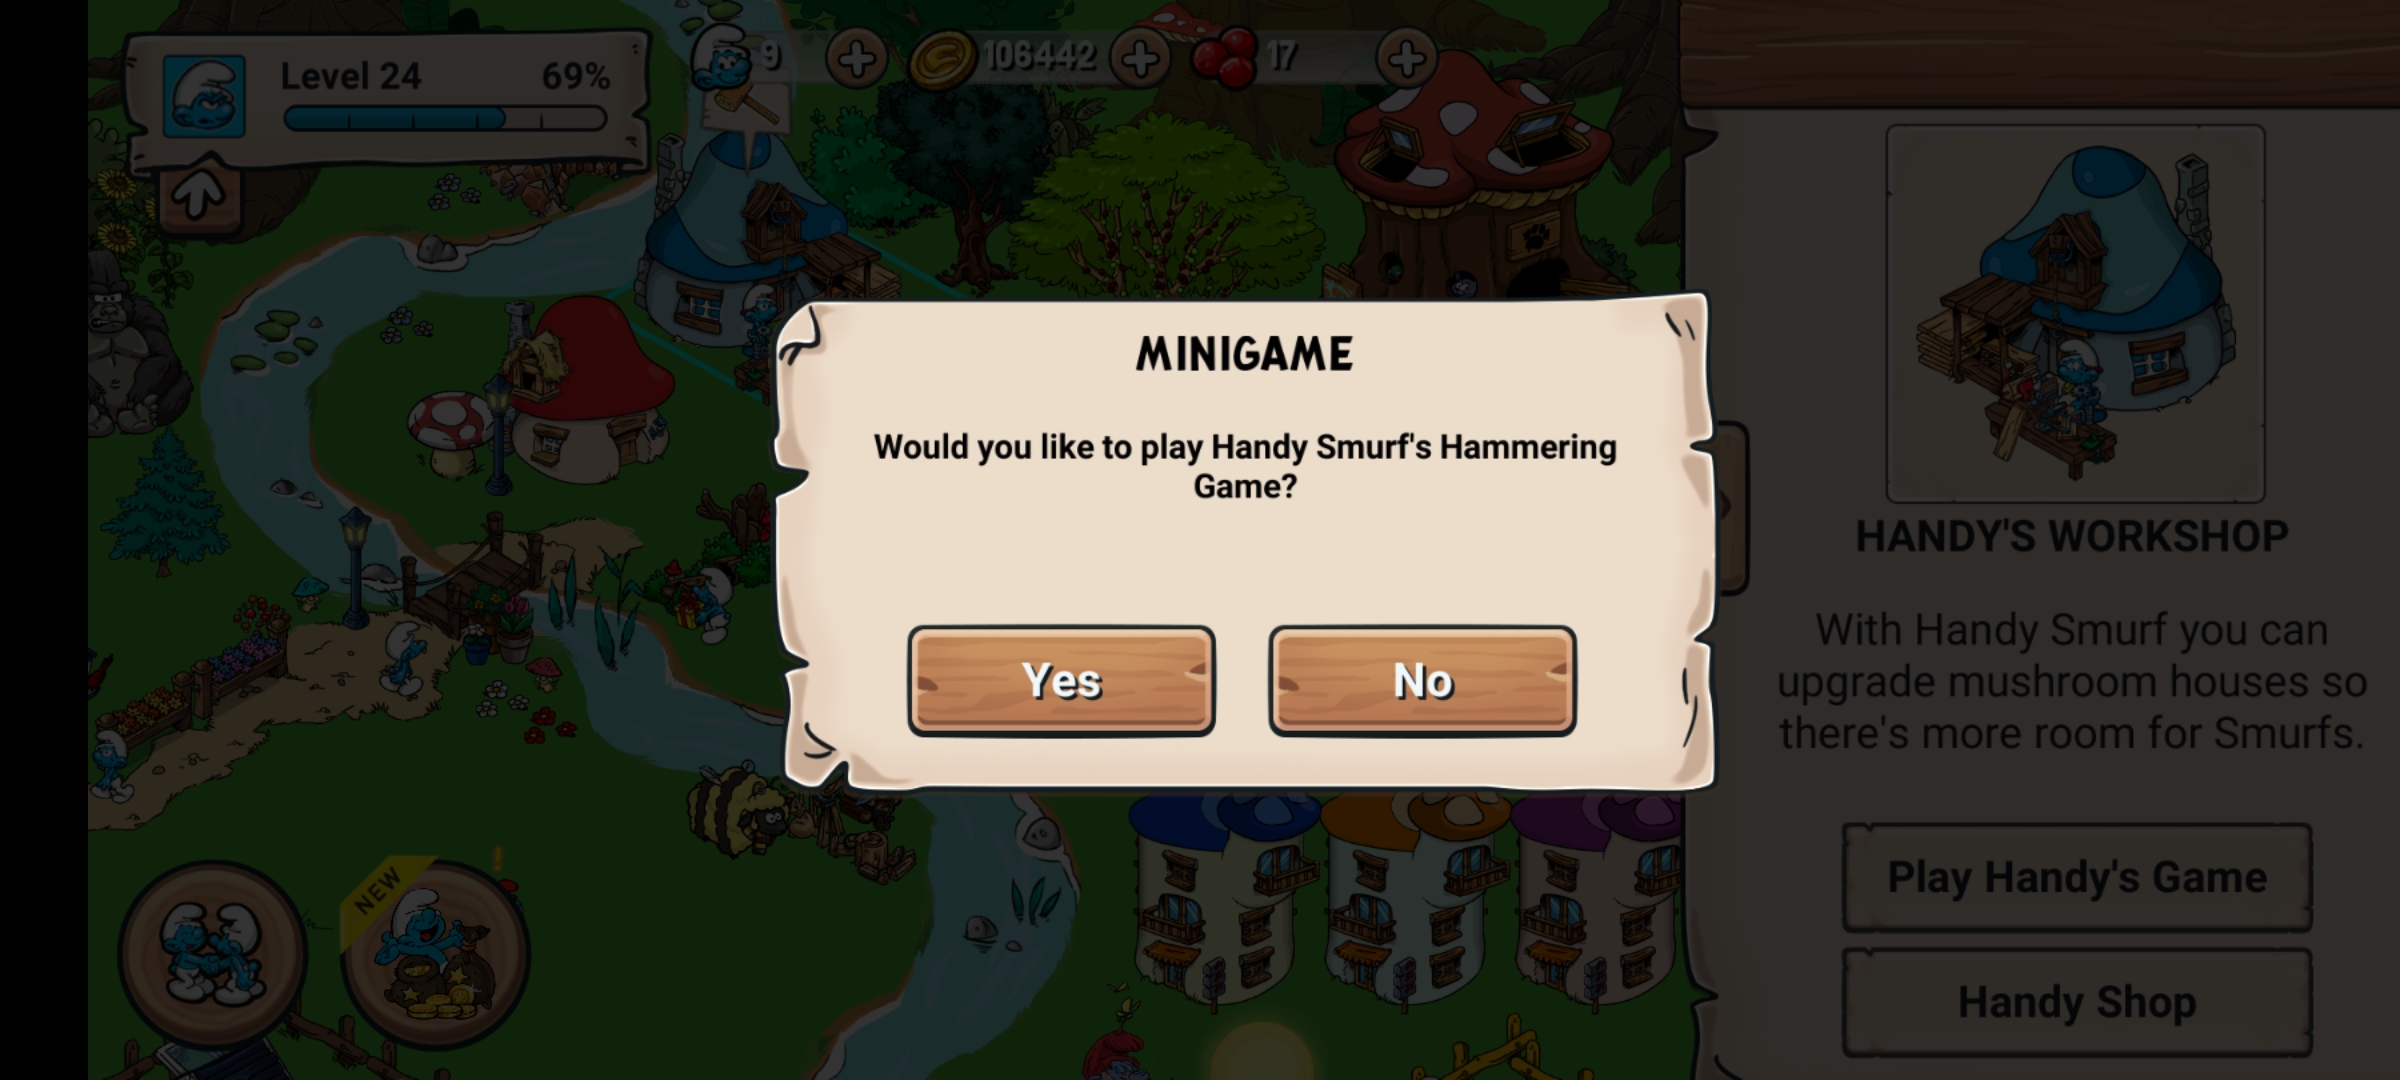 Level 24 69%
9
106442
17
MINIGAME
Would you like to play Handy Smurf's Hammering
Game?
Yes
No
HANDY'S WORKSHOP
With Handy Smurf you can
upgrade mushroom houses so
there's more room for Smurfs.
Play Handy's Game
Handy Shop
NEW